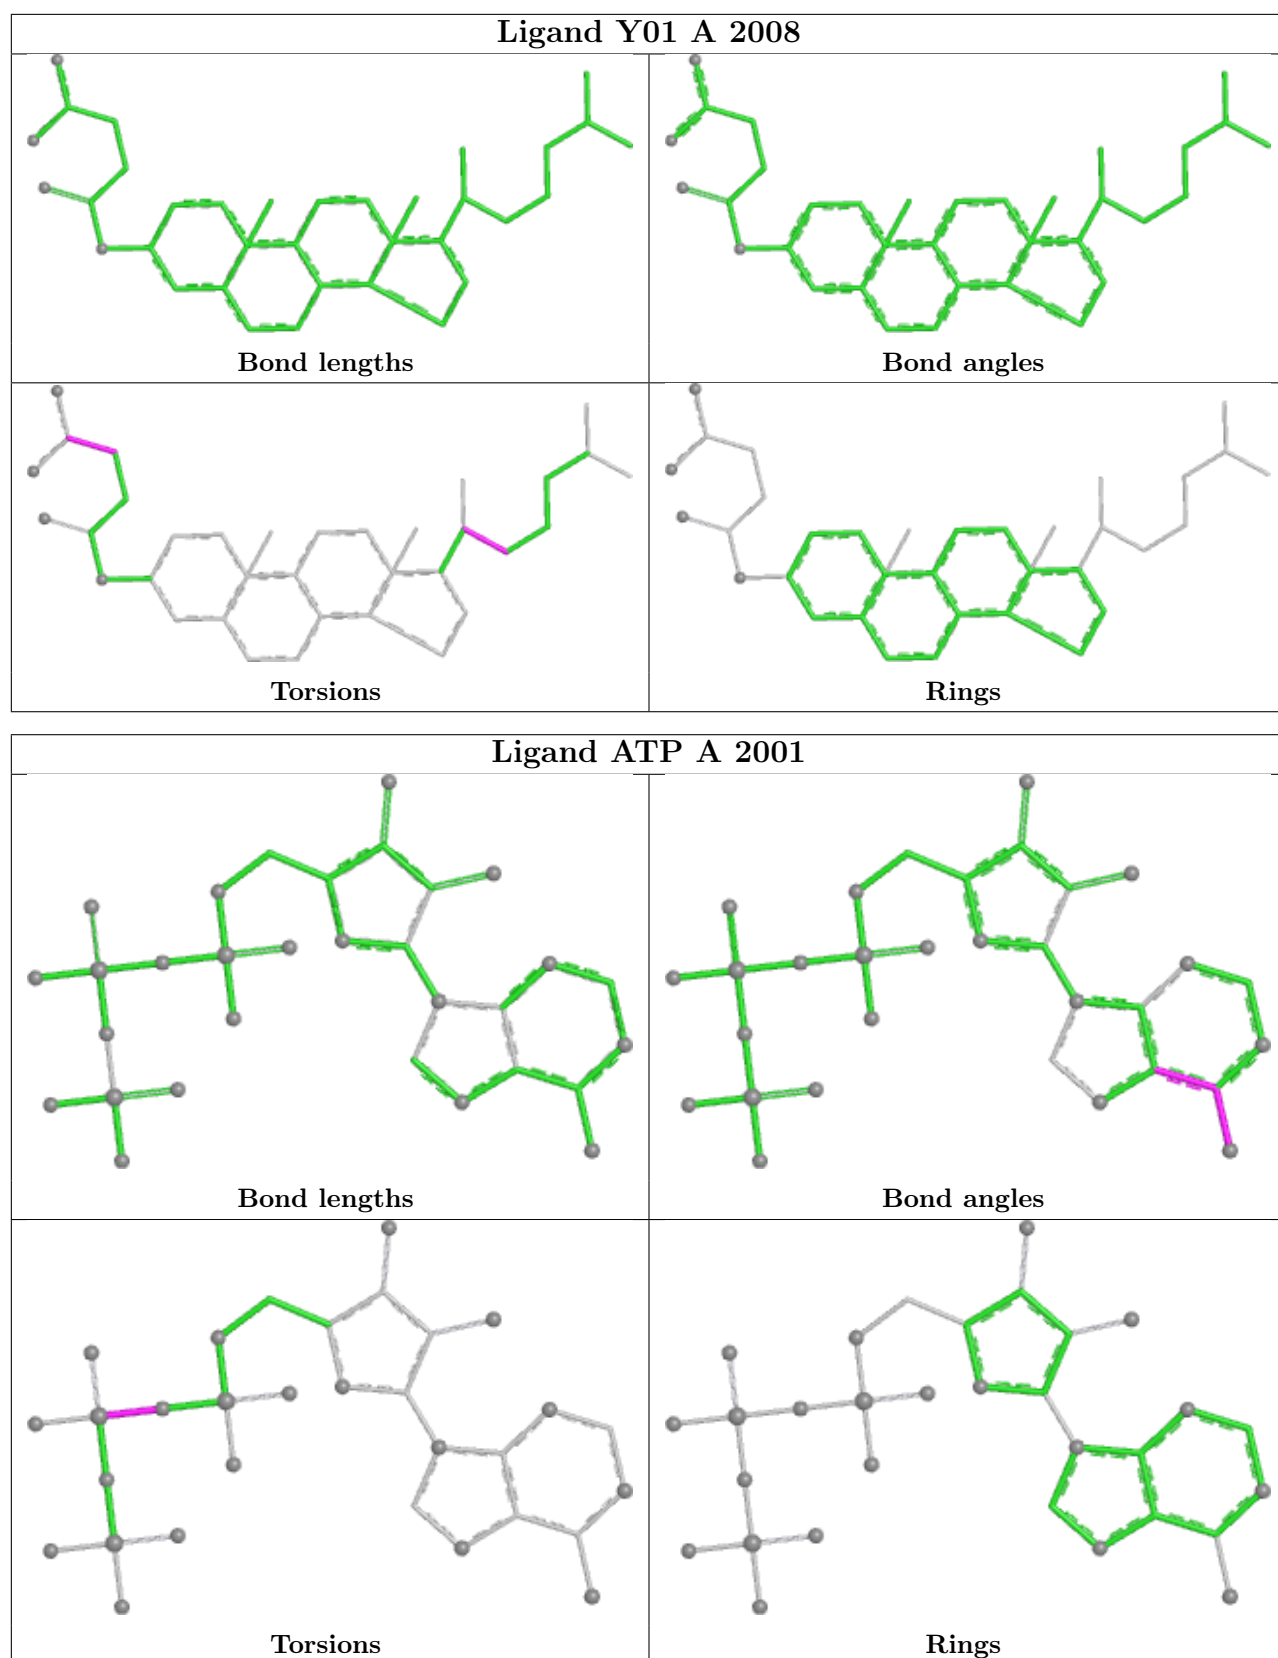 Ligand Y01 A 2008
Bond lengths
Bond angles
Torsions
Rings
Ligand ATP A 2001
Bond lengths
Bond angles
Torsions
Rings